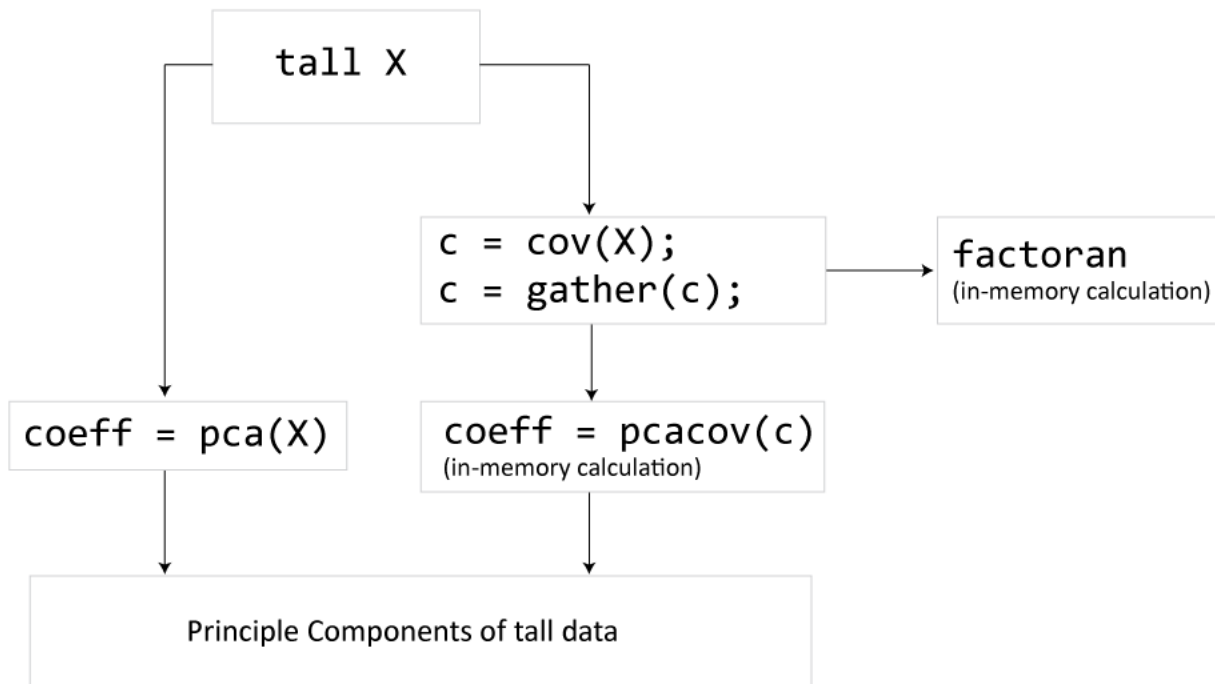 tall X
c = cov(X);
c = gather(c);
factoran
(in-memory calculation)
coeff = pca(X)
coeff = pcacov(c)
(in-memory calculation)
Principle Components of tall data